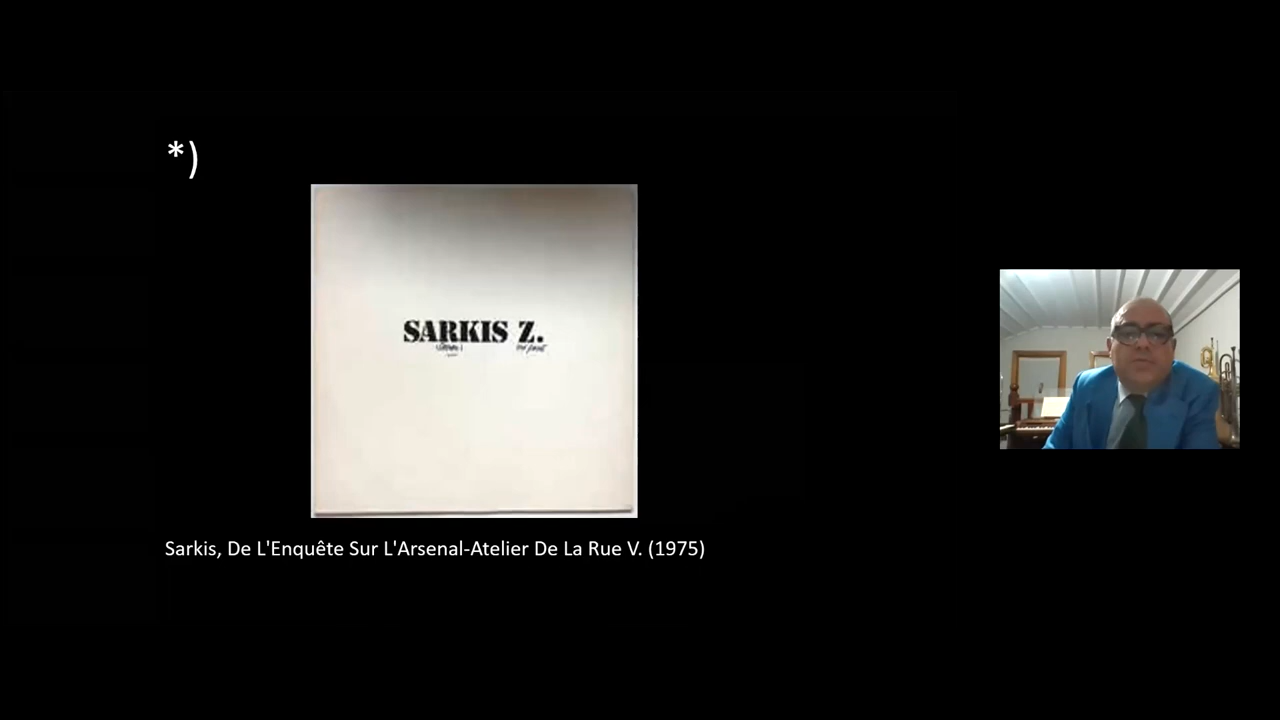 *)
SARKIS Z.
Sarkis, De L'Enquête Sur L'Arsenal-Atelier De La Rue V. (1975)